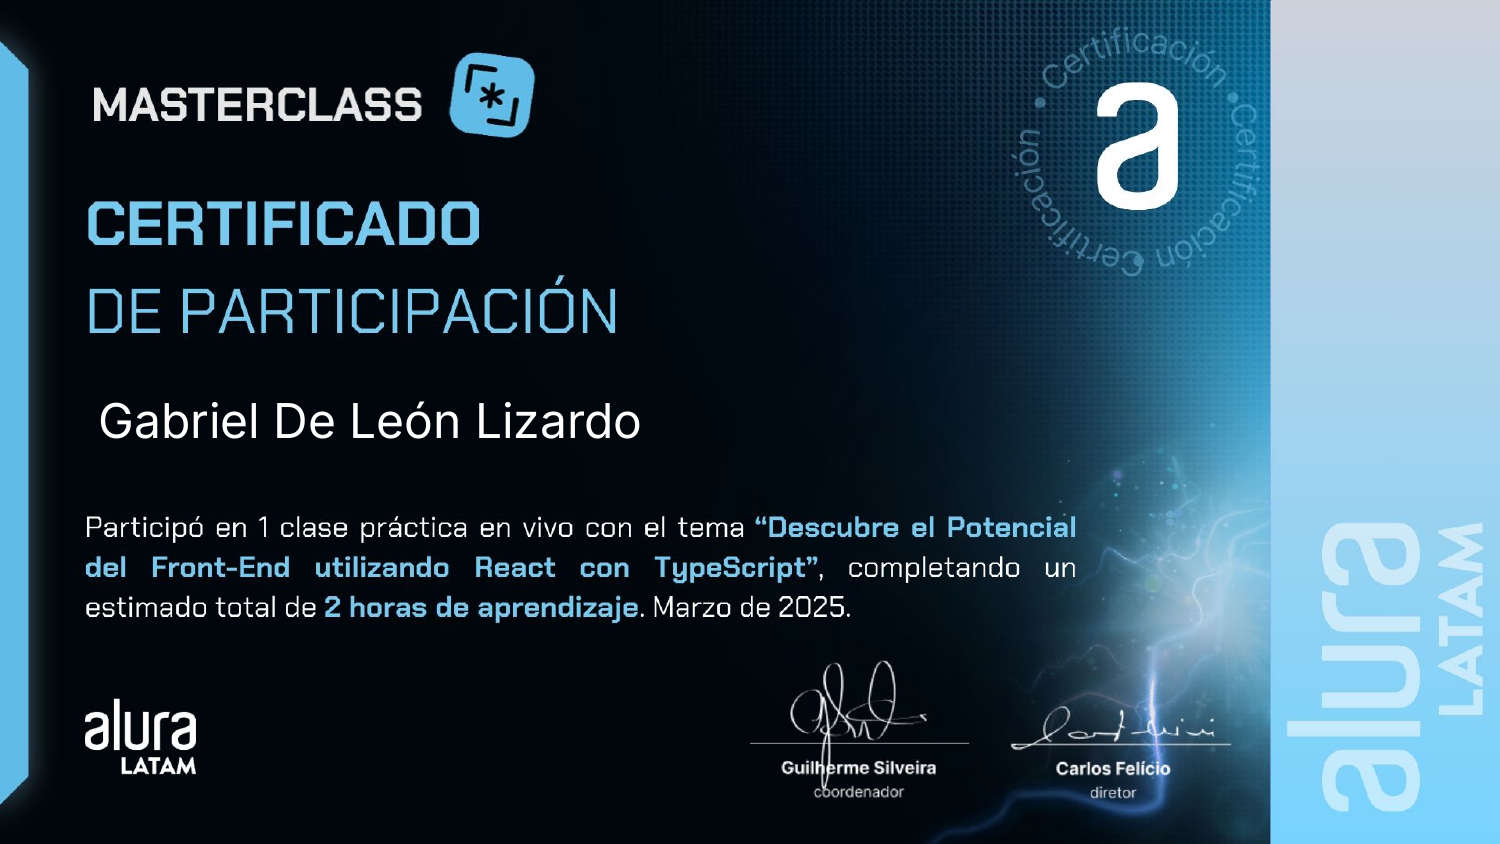 MASTERCLASS
• Certificación • Certificación • Certificación
a
CERTIFICADO
DE PARTICIPACIÓN
Gabriel De León Lizardo
Participó en 1 clase práctica en vivo con el tema “Descubre el Potencial
del Front-End utilizando React con TypeScript”, completando un
estimado total de 2 horas de aprendizaje. Marzo de 2025.
alura
LATAM
Guilherme Silveira
coordenador
Carlos Felício
diretor
alura
LATAM